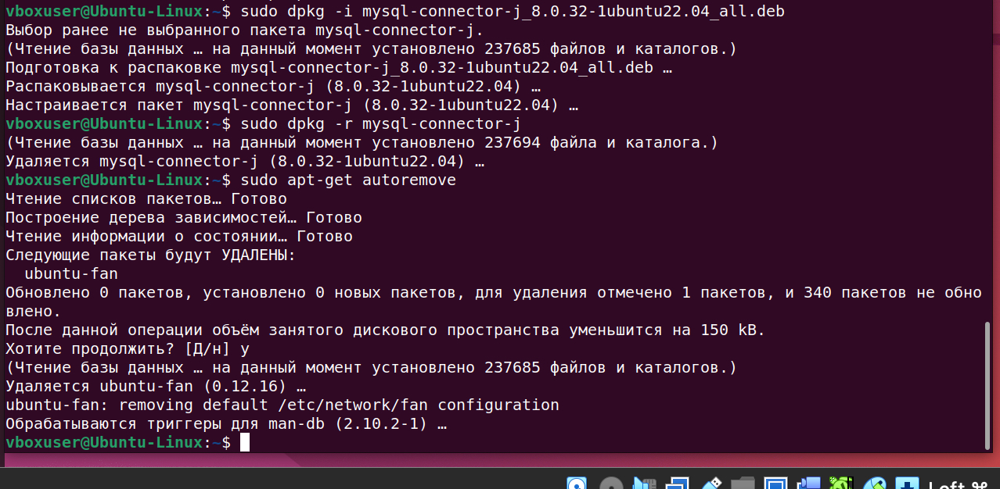 vboxuser@Ubuntu-Linux:~$ sudo dpkg -i mysql-connector-j_8.0.32-1ubuntu22.04_all.deb
Выбор ранее не выбранного пакета mysql-connector-j.
(Чтение базы данных … на данный момент установлено 237685 файлов и каталогов.)
Подготовка к распаковке mysql-connector-j_8.0.32-1ubuntu22.04_all.deb …
Распаковывается mysql-connector-j (8.0.32-1ubuntu22.04) …
Настраивается пакет mysql-connector-j (8.0.32-1ubuntu22.04) …
vboxuser@Ubuntu-Linux:~$ sudo dpkg -r mysql-connector-j
(Чтение базы данных … на данный момент установлено 237694 файла и каталога.)
Удаляется mysql-connector-j (8.0.32-1ubuntu22.04) …
vboxuser@Ubuntu-Linux:~$ sudo apt-get autoremove
Чтение списков пакетов… Готово
Построение дерева зависимостей… Готово
Чтение информации о состоянии… Готово
Следующие пакеты будут УДАЛЕНЫ:
  ubuntu-fan
Обновлено 0 пакетов, установлено 0 новых пакетов, для удаления отмечено 1 пакетов, и 340 пакетов не обно
влено.
После данной операции объём занятого дискового пространства уменьшится на 150 kB.
Хотите продолжить? [Д/н] y
(Чтение базы данных … на данный момент установлено 237685 файлов и каталогов.)
Удаляется ubuntu-fan (0.12.16) …
ubuntu-fan: removing default /etc/network/fan configuration
Обрабатываются триггеры для man-db (2.10.2-1) …
vboxuser@Ubuntu-Linux:~$
Left ⌘